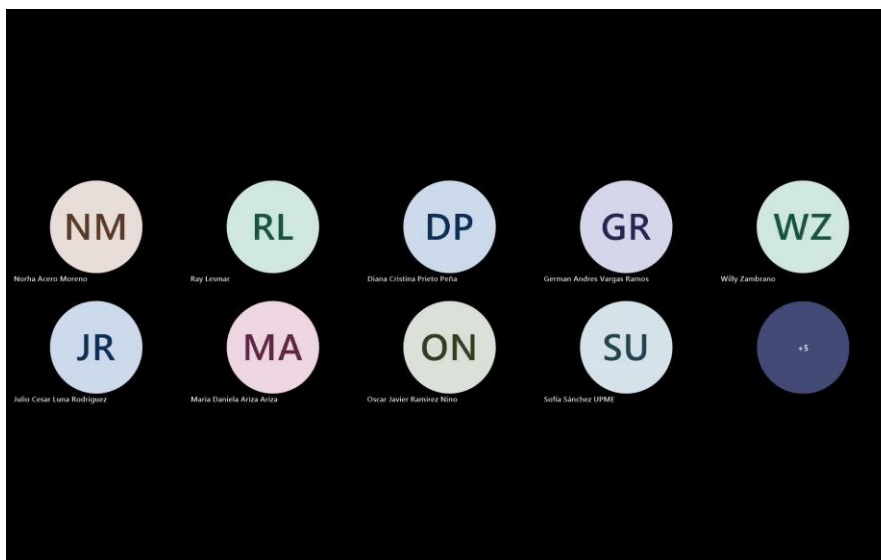 NM
RL
DP
GR
WZ
Norha Acero Moreno
Ray Lesmar
Diana Cristina Prieto Peña
German Andres Vargas Ramos
Willy Zambrano
JR
MA
ON
SU
+5
Julio Cesar Luna Rodriguez
Maria Daniela Ariza Ariza
Oscar Javier Ramirez Nino
Sofía Sánchez UPME